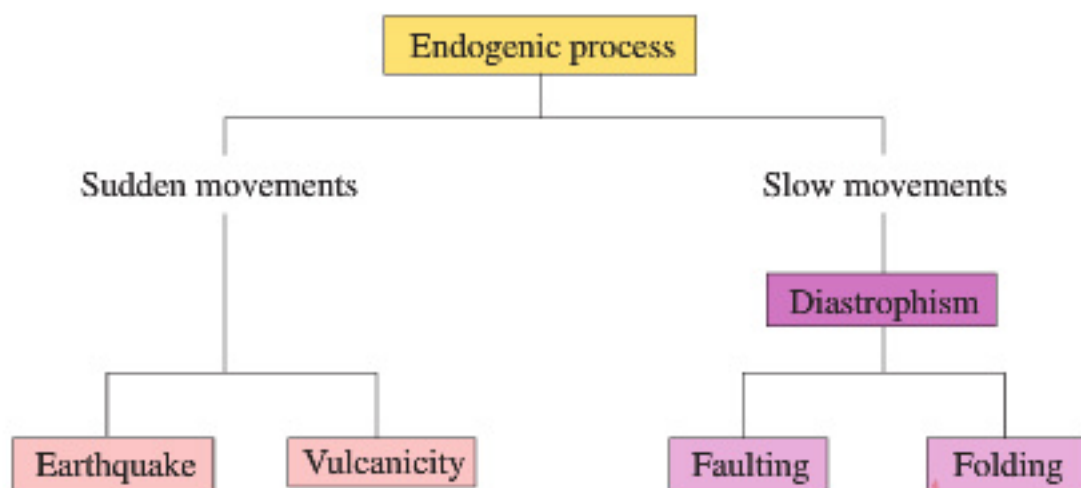 Endogenic process
Sudden movements
Slow movements
Diastrophism
Earthquake
Vulcanicity
Faulting
Folding